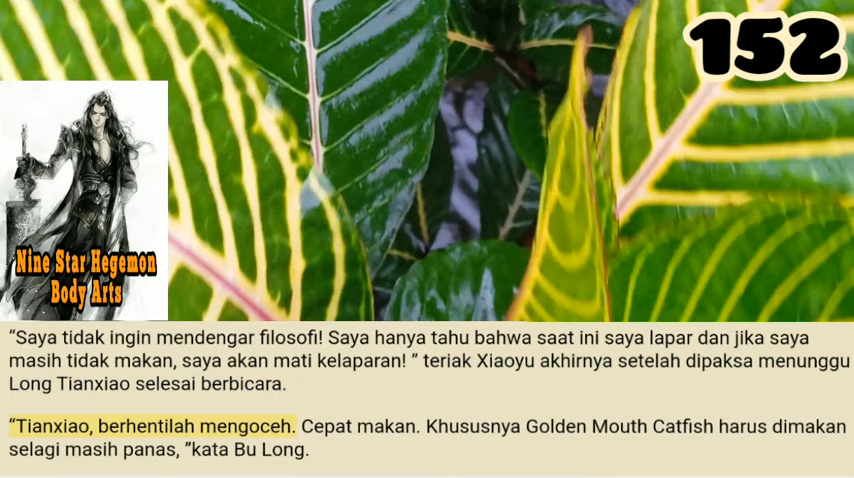 152
Nine Star Hegemon
Body Arts
“Saya tidak ingin mendengar filosofi! Saya hanya tahu bahwa saat ini saya lapar dan jika saya
masih tidak makan, saya akan mati kelaparan! ” teriak Xiaoyu akhirnya setelah dipaksa menunggu
Long Tianxiao selesai berbicara.
“Tianxiao, berhentilah mengoceh. Cepat makan. Khususnya Golden Mouth Catfish harus dimakan
selagi masih panas, ”kata Bu Long.